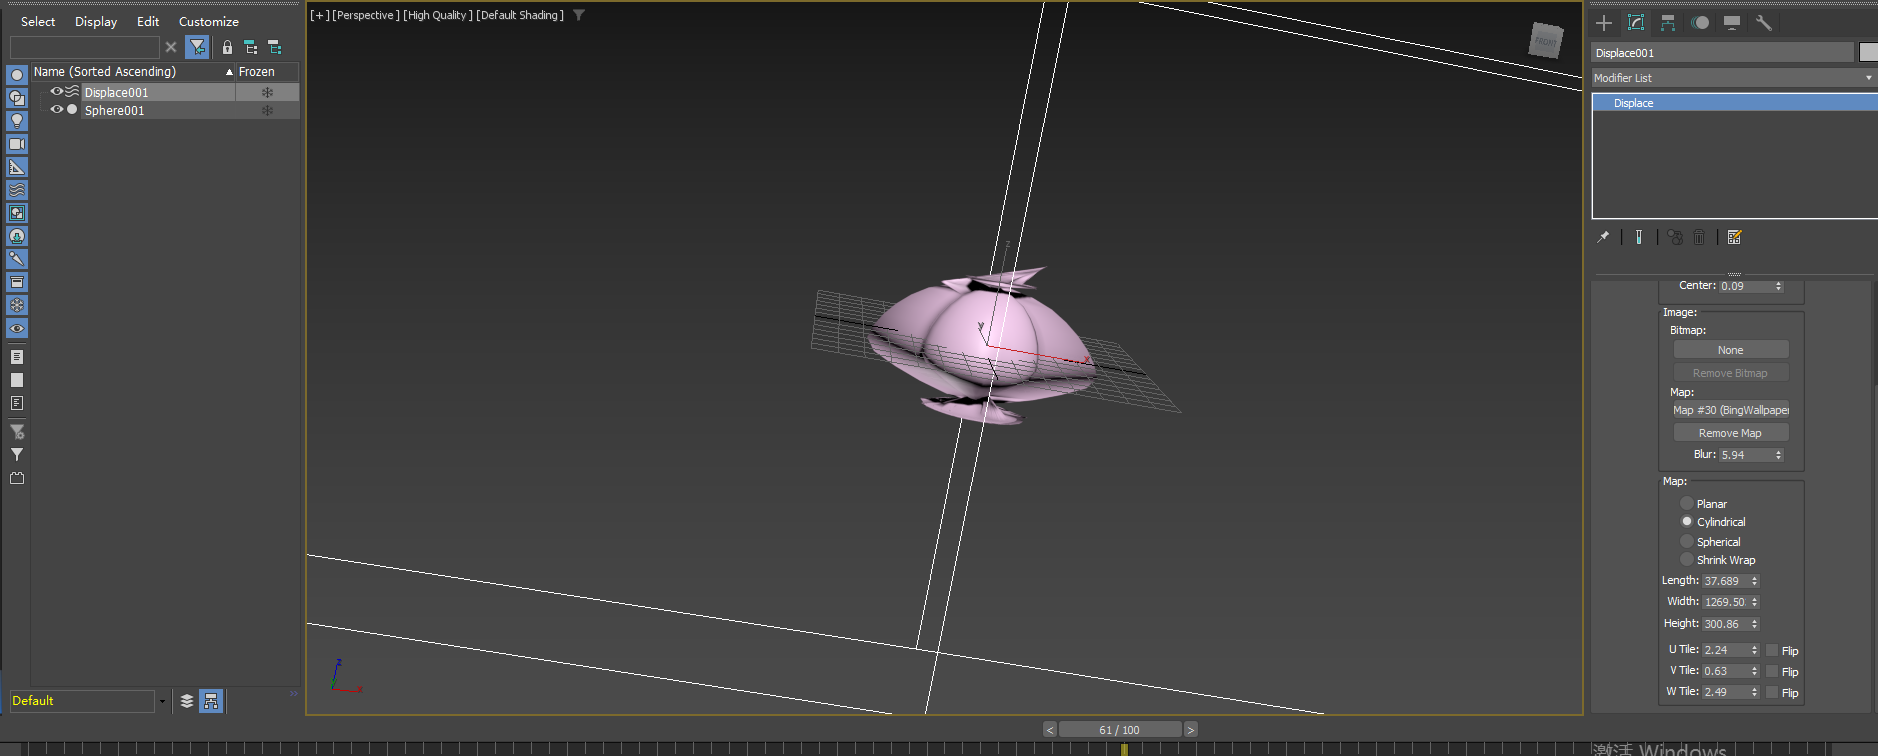 Select Display Edit Customize
Name (Sorted Ascending) Frozen
Displace001
Sphere001
Default
[+] [Perspective] [High Quality] [Default Shading]
FRONT
z
y
x
z
x
< 61 / 100 >
Displace001
Modifier List
Displace
Center: 0.09
Image:
Bitmap:
None
Remove Bitmap
Map:
Map #30 (BingWallpaper
Remove Map
Blur: 5.94
Map:
Planar
Cylindrical
Spherical
Shrink Wrap
Length: 37.689
Width: 1269.50
Height: 300.86
U Tile: 2.24 Flip
V Tile: 0.63 Flip
W Tile: 2.49 Flip
激活 Windows